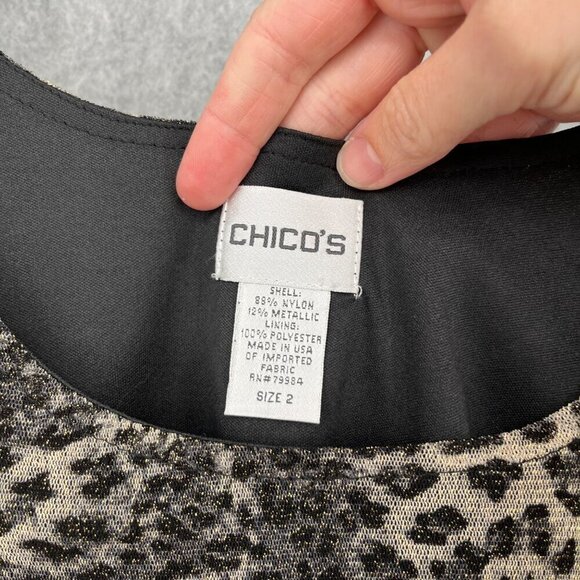 CHICO'S
SHELL:
88% NYLON
12% METALLIC
LINING:
100% POLYESTER
MADE IN USA
OF IMPORTED
FABRIC
RN#79984
SIZE 2